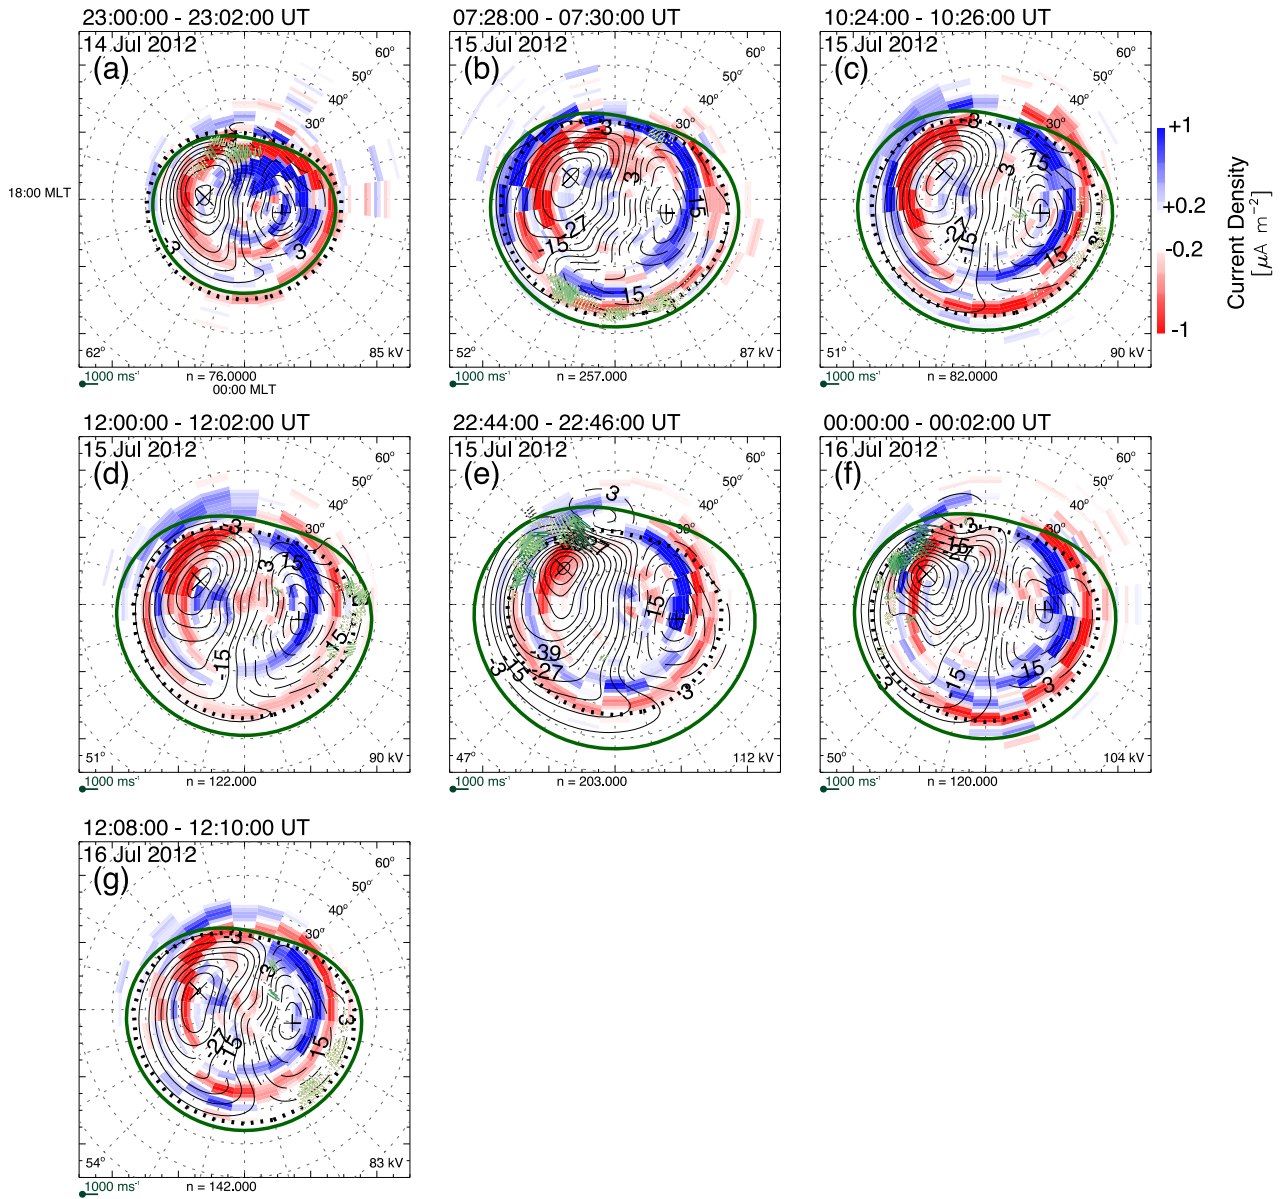 23:00:00 - 23:02:00 UT
14 Jul 2012
(a)
60°
50°
40°
30°
18:00 MLT
-3
3
62°
85 kV
1000 ms⁻¹
n = 76.0000
00:00 MLT
07:28:00 - 07:30:00 UT
15 Jul 2012
(b)
60°
50°
40°
30°
-3
3
15
-27
-15
15
52°
87 kV
1000 ms⁻¹
n = 257.000
10:24:00 - 10:26:00 UT
15 Jul 2012
(c)
60°
50°
40°
30°
-3
15
3
-27
-15
15
3
51°
90 kV
1000 ms⁻¹
n = 82.0000
+1
+0.2
-0.2
-1
Current Density
[μA m⁻²]
12:00:00 - 12:02:00 UT
15 Jul 2012
(d)
60°
50°
40°
30°
-3
15
3
-15
15
51°
90 kV
1000 ms⁻¹
n = 122.000
22:44:00 - 22:46:00 UT
15 Jul 2012
(e)
60°
50°
40°
30°
3
15
-39
-27
-15
-3
3
47°
112 kV
1000 ms⁻¹
n = 203.000
00:00:00 - 00:02:00 UT
16 Jul 2012
(f)
60°
50°
40°
30°
3
15
-15
15
3
-3
50°
104 kV
1000 ms⁻¹
n = 120.000
12:08:00 - 12:10:00 UT
16 Jul 2012
(g)
60°
50°
40°
30°
-3
3
3
-27
-15
15
54°
83 kV
1000 ms⁻¹
n = 142.000